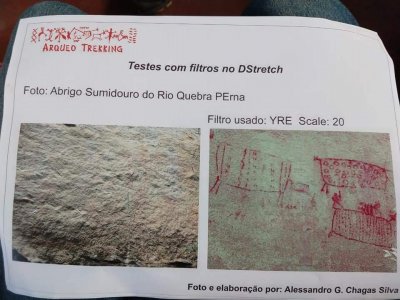 ARQUEO TREKKING
Testes com filtros no DStretch
Foto: Abrigo Sumidouro do Rio Quebra PErna
Filtro usado: YRE Scale: 20
Foto e elaboração por: Alessandro G. Chagas Silva